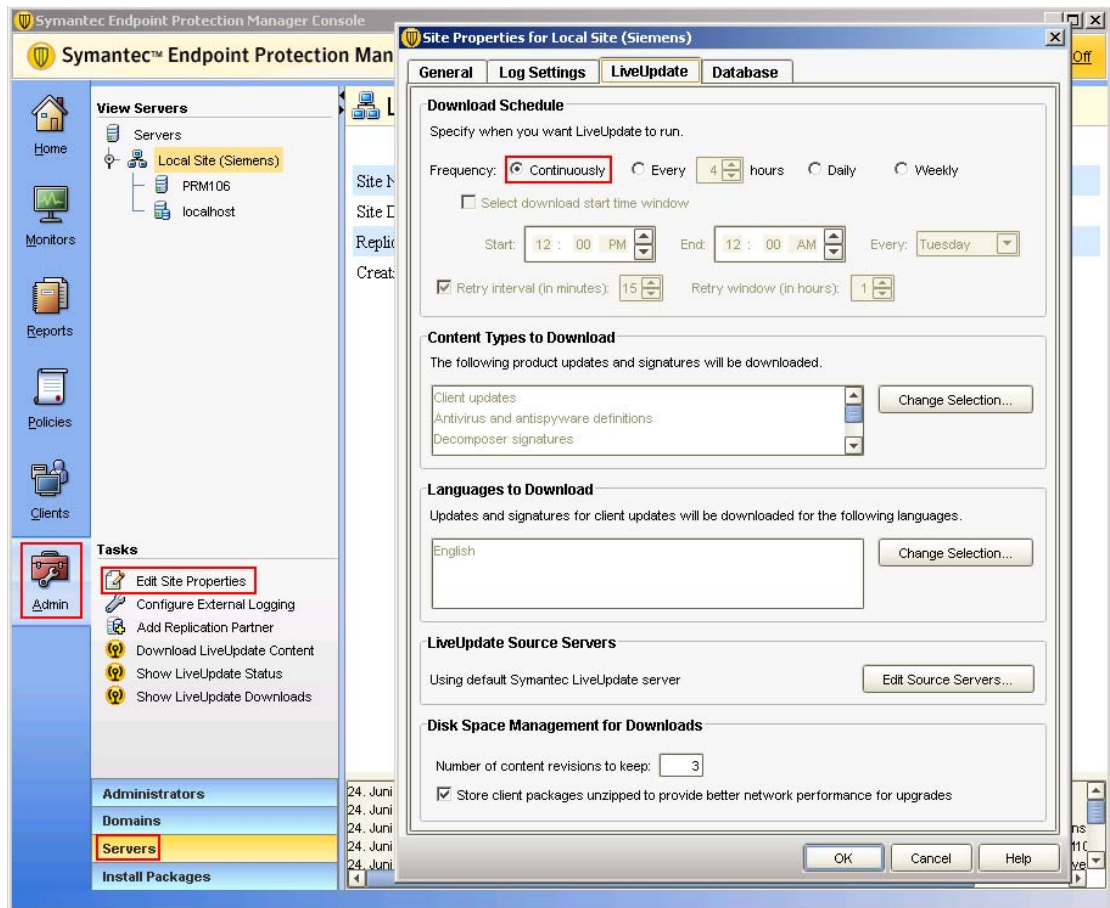 Symantec Endpoint Protection Manager Console
Symantec™ Endpoint Protection Man
Off
Home
Monitors
Reports
Policies
Clients
Admin
View Servers
Servers
Local Site (Siemens)
PRM106
localhost
Site
Site D
Replic
Creat
Tasks
Edit Site Properties
Configure External Logging
Add Replication Partner
Download LiveUpdate Content
Show LiveUpdate Status
Show LiveUpdate Downloads
Administrators
Domains
Servers
Install Packages
24. Juni
24. Juni
24. Juni
24. Juni
24. Juni
Site Properties for Local Site (Siemens)
General Log Settings LiveUpdate Database
Download Schedule
Specify when you want LiveUpdate to run.
Frequency: Continuously Every 4 hours Daily Weekly
Select download start time window
Start: 12 : 00 PM End: 12 : 00 AM Every: Tuesday
Retry interval (in minutes): 15 Retry window (in hours): 1
Content Types to Download
The following product updates and signatures will be downloaded.
Client updates
Antivirus and antispyware definitions
Decomposer signatures
Change Selection...
Languages to Download
Updates and signatures for client updates will be downloaded for the following languages.
English
Change Selection...
LiveUpdate Source Servers
Using default Symantec LiveUpdate server
Edit Source Servers...
Disk Space Management for Downloads
Number of content revisions to keep: 3
Store client packages unzipped to provide better network performance for upgrades
OK Cancel Help